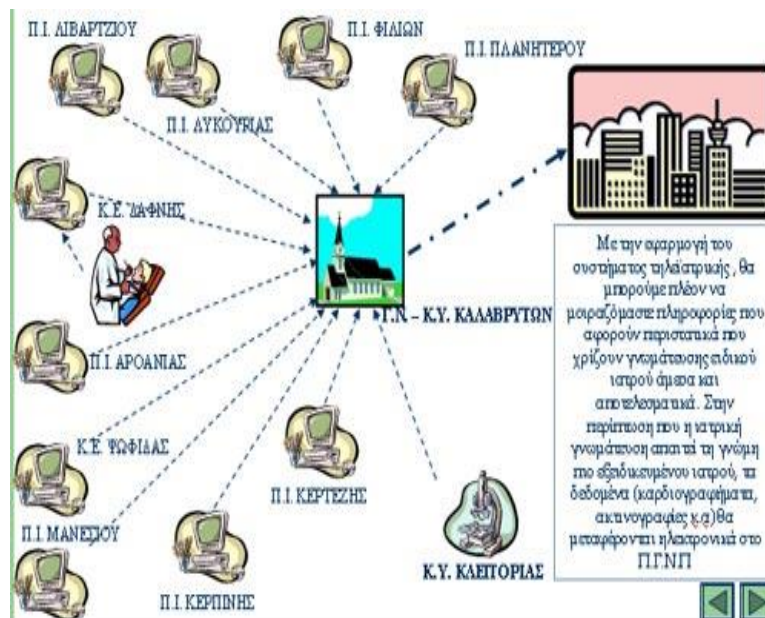 Π.Ι. ΛΙΒΑΡΤΖΙΟΥ
Π.Ι. ΦΙΛΙΩΝ
Π.Ι. ΠΛΑΝΗΤΕΡΟΥ
Π.Ι. ΛΥΚΟΥΡΙΑΣ
Κ.Ε. ΔΑΦΝΗΣ
Γ.Ν. – Κ.Υ. ΚΑΛΑΒΡΥΤΩΝ
Π.Ι. ΑΡΟΑΝΙΑΣ
Κ.Ε. ΨΩΦΙΔΑΣ
Π.Ι. ΚΕΡΤΕΖΗΣ
Π.Ι. ΜΑΝΕΣΙΟΥ
Κ.Υ. ΚΛΕΙΤΟΡΙΑΣ
Π.Ι. ΚΕΡΠΙΝΗΣ
Με την εφαρμογή του
συστήματος τηλεϊατρικής , θα
μπορούμε πλέον να
μοιραζόμαστε πληροφορίες που
αφορούν περιστατικά που
χρίζουν γνωμάτευσης ειδικού
ιατρού άμεσα και
αποτελεσματικά. Στην
περίπτωση που η ιατρική
γνωμάτευση απαιτεί τη γνώμη
πιο εξειδικευμένου ιατρού, τα
δεδομένα (καρδιογραφήματα,
ακτινογραφίες κ.α)θα
μεταφέρονται ηλεκτρονικά στο
Π.Γ.Ν.Π